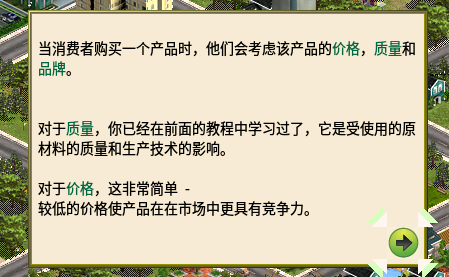 当消费者购买一个产品时，他们会考虑该产品的价格，质量和
品牌。
对于质量，你已经在前面的教程中学习过了，它是受使用的原
材料的质量和生产技术的影响。
对于价格，这非常简单 -
较低的价格使产品在在市场中更具有竞争力。